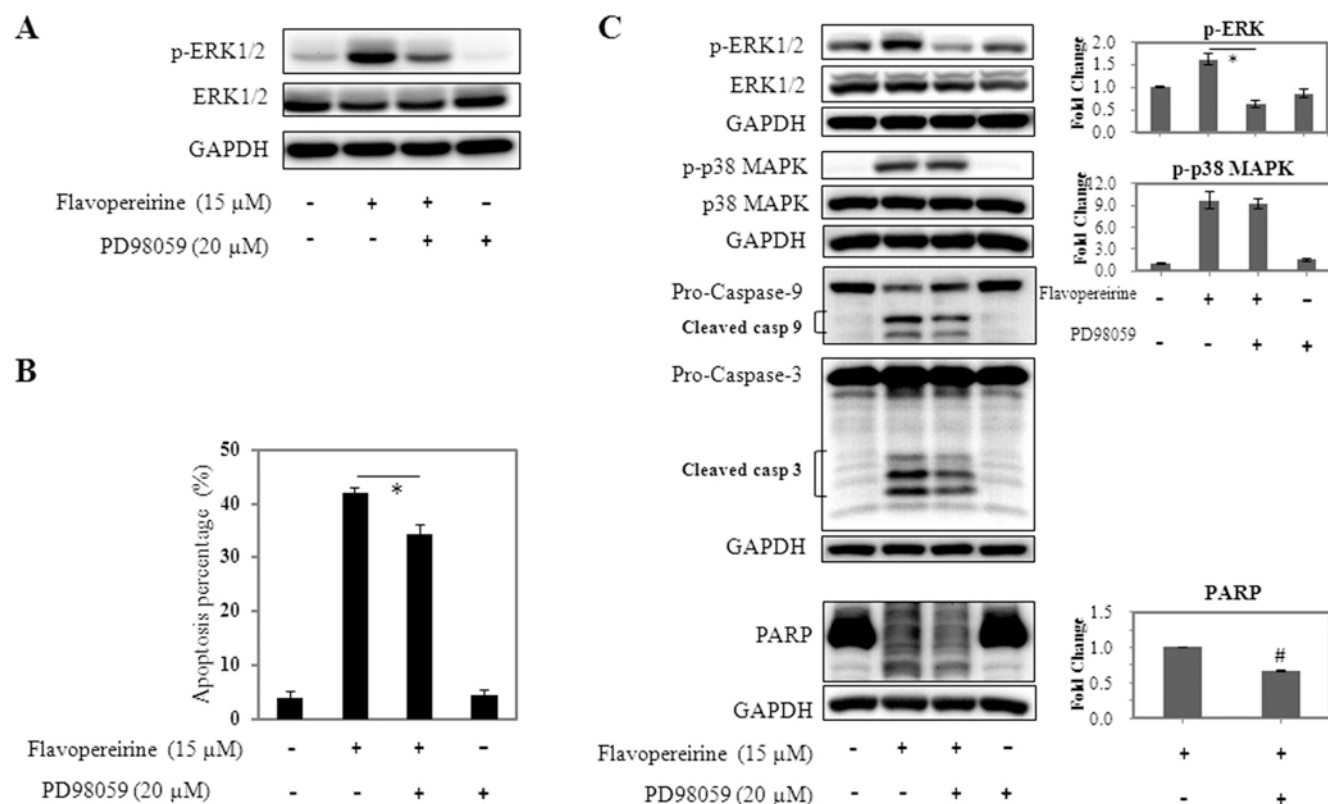 A
p-ERK1/2
ERK1/2
GAPDH
Flavopereirine (15 µM) - + + -
PD98059 (20 µM) - - + +
B
Apoptosis percentage (%)
50
40
30
20
10
0
*
Flavopereirine (15 µM) - + + -
PD98059 (20 µM) - - + +
C
p-ERK1/2
ERK1/2
GAPDH
p-p38 MAPK
p38 MAPK
GAPDH
Pro-Caspase-9
Cleaved casp 9
Pro-Caspase-3
Cleaved casp 3
GAPDH
PARP
GAPDH
Flavopereirine (15 µM) - + + -
PD98059 (20 µM) - - + +
p-ERK
Fold Change
2.0
1.5
1.0
0.5
0.0
*
p-p38 MAPK
Fold Change
12.0
9.0
6.0
3.0
0.0
Flavopereirine - + + -
PD98059 - - + +
PARP
Fold Change
1.5
1.0
0.5
0.0
#
+ +
- +